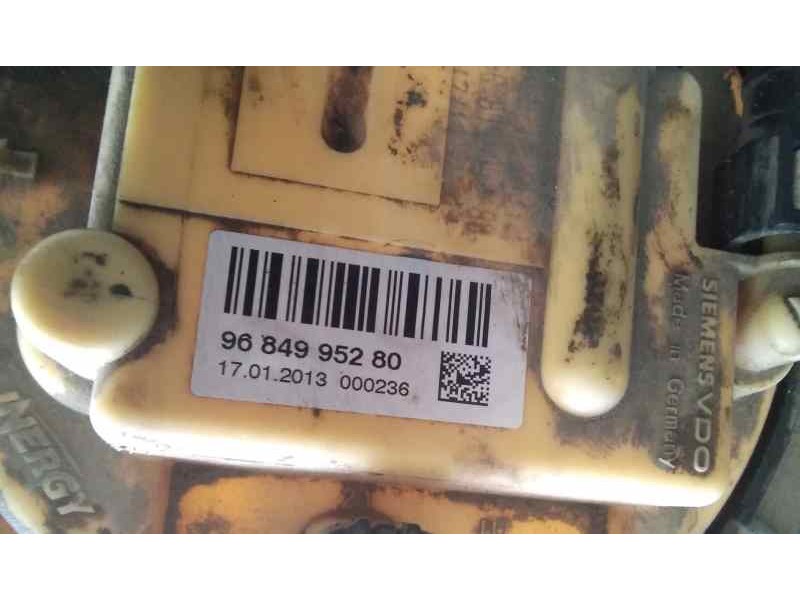 96 849 952 80
17.01.2013 000236
SIEMENS VDO
Made in Germany
NERGY